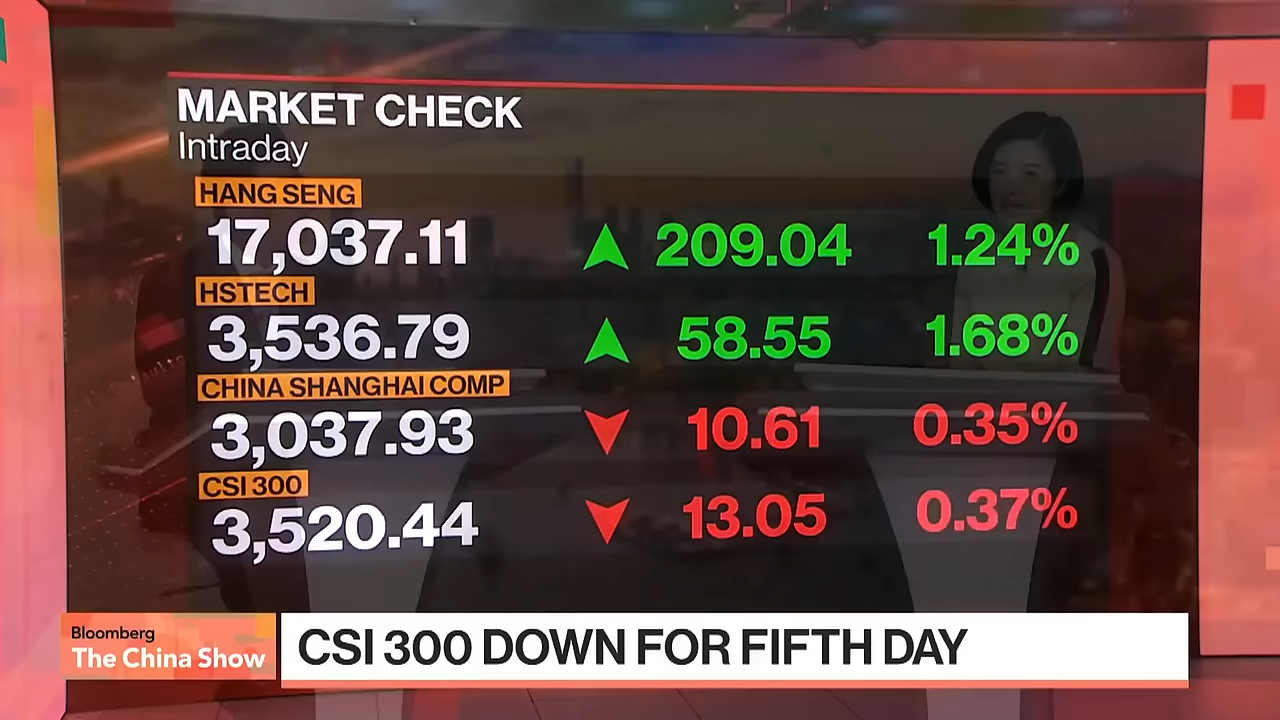 MARKET CHECK
Intraday
HANG SENG
17,037.11 ▲ 209.04 1.24%
HSTECH
3,536.79 ▲ 58.55 1.68%
CHINA SHANGHAI COMP
3,037.93 ▼ 10.61 0.35%
CSI 300
3,520.44 ▼ 13.05 0.37%
Bloomberg
The China Show
CSI 300 DOWN FOR FIFTH DAY